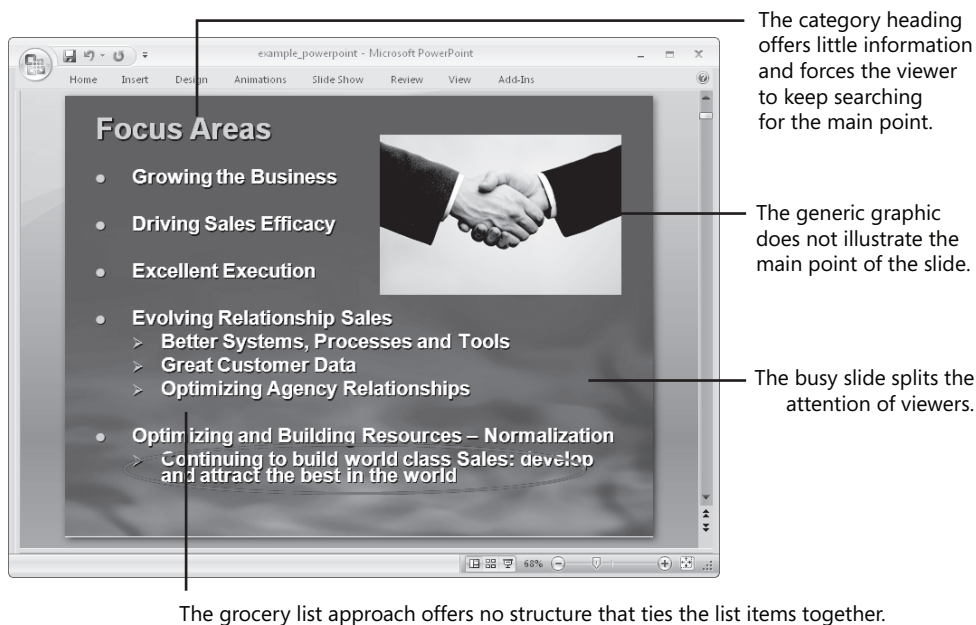 The category heading
offers little information
and forces the viewer
to keep searching
for the main point.
example_powerpoint - Microsoft PowerPoint
Home Insert Design Animations Slide Show Review View Add-Ins
Focus Areas
Growing the Business
Driving Sales Efficacy
The generic graphic
does not illustrate the
main point of the slide.
Excellent Execution
Evolving Relationship Sales
Better Systems, Processes and Tools
Great Customer Data
Optimizing Agency Relationships
The busy slide splits the
attention of viewers.
Optimizing and Building Resources – Normalization
Continuing to build world class Sales: develop
and attract the best in the world
68%
The grocery list approach offers no structure that ties the list items together.